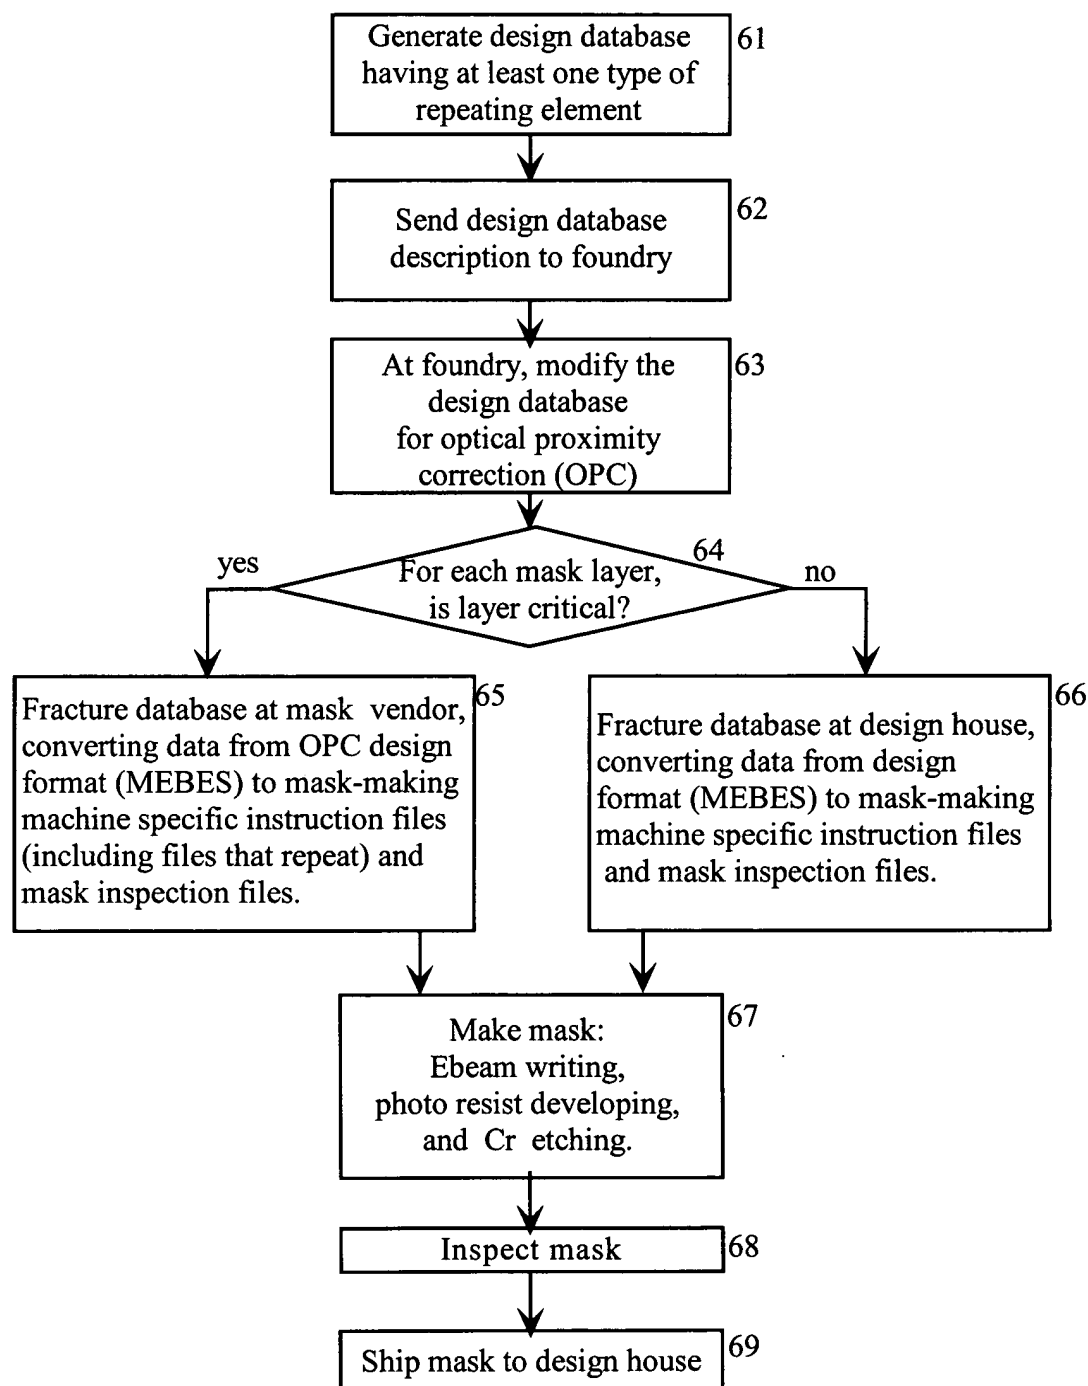 Generate design database
having at least one type of
repeating element
61
Send design database
description to foundry
62
At foundry, modify the
design database
for optical proximity
correction (OPC)
63
64
For each mask layer,
is layer critical?
yes
no
Fracture database at mask vendor,
converting data from OPC design
format (MEBES) to mask-making
machine specific instruction files
(including files that repeat) and
mask inspection files.
65
Fracture database at design house,
converting data from design
format (MEBES) to mask-making
machine specific instruction files
and mask inspection files.
66
Make mask:
Ebeam writing,
photo resist developing,
and Cr etching.
67
Inspect mask
68
Ship mask to design house
69